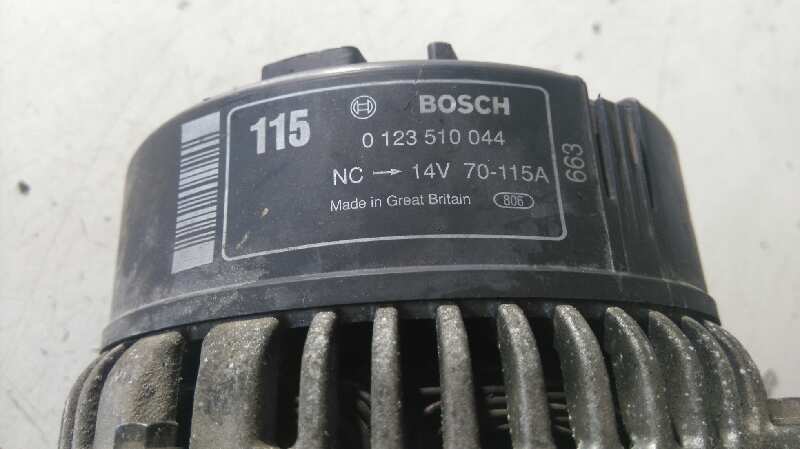 115 BOSCH
0 123 510 044
NC → 14V 70-115A
Made in Great Britain 806
663